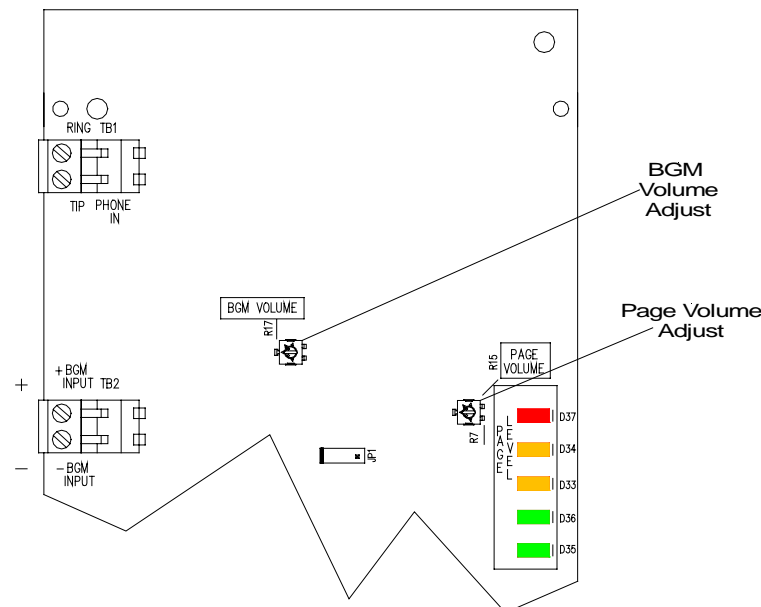 RING TB1
TIP PHONE
IN
BGM
Volume
Adjust
BGM VOLUME
R17
Page Volume
Adjust
R15
PAGE
VOLUME
R7
PAGE
LEVEL
D37
D34
D33
D36
D35
+ +BGM
INPUT TB2
− −BGM
INPUT
JP1